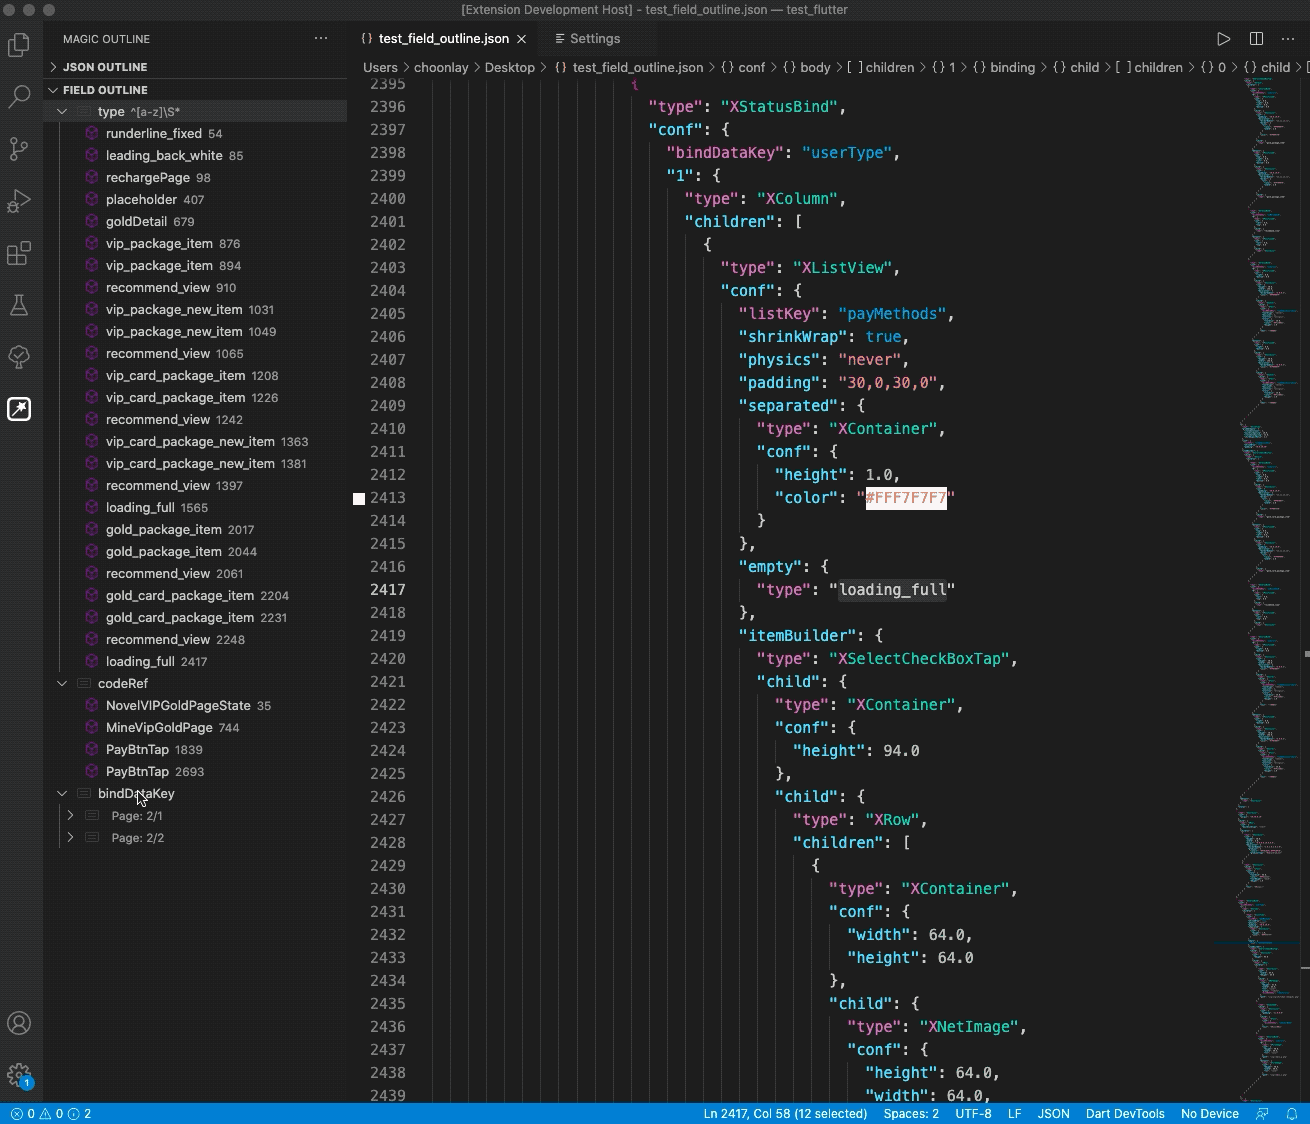 [Extension Development Host] - test_field_outline.json — test_flutter
MAGIC OUTLINE
JSON OUTLINE
FIELD OUTLINE
type ^[a-z]\S*
runderline_fixed 54
leading_back_white 85
rechargePage 98
placeholder 407
goldDetail 679
vip_package_item 876
vip_package_item 894
recommend_view 910
vip_package_new_item 1031
vip_package_new_item 1049
recommend_view 1065
vip_card_package_item 1208
vip_card_package_item 1226
recommend_view 1242
vip_card_package_new_item 1363
vip_card_package_new_item 1381
recommend_view 1397
loading_full 1565
gold_package_item 2017
gold_package_item 2044
recommend_view 2061
gold_card_package_item 2204
gold_card_package_item 2231
recommend_view 2248
loading_full 2417
codeRef
NovelVIPGoldPageState 35
MineVipGoldPage 744
PayBtnTap 1839
PayBtnTap 2693
bindDataKey
Page: 2/1
Page: 2/2
{} test_field_outline.json ×
Settings
Users > choonlay > Desktop > {} test_field_outline.json > {} conf > {} body > [ ] children > {} 1 > {} binding > {} child > [ ] children > {} 0 > {} child > [
2395 {
2396 "type": "XStatusBind",
2397 "conf": {
2398 "bindDataKey": "userType",
2399 "1": {
2400 "type": "XColumn",
2401 "children": [
2402 {
2403 "type": "XListView",
2404 "conf": {
2405 "listKey": "payMethods",
2406 "shrinkWrap": true,
2407 "physics": "never",
2408 "padding": "30,0,30,0",
2409 "separated": {
2410 "type": "XContainer",
2411 "conf": {
2412 "height": 1.0,
2413 "color": "#FFF7F7F7"
2414 }
2415 },
2416 "empty": {
2417 "type": "loading_full"
2418 },
2419 "itemBuilder": {
2420 "type": "XSelectCheckBoxTap",
2421 "child": {
2422 "type": "XContainer",
2423 "conf": {
2424 "height": 94.0
2425 },
2426 "child": {
2427 "type": "XRow",
2428 "children": [
2429 {
2430 "type": "XContainer",
2431 "conf": {
2432 "width": 64.0,
2433 "height": 64.0
2434 },
2435 "child": {
2436 "type": "XNetImage",
2437 "conf": {
2438 "height": 64.0,
2439 "width": 64.0,
1
0 0 2
Ln 2417, Col 58 (12 selected) Spaces: 2 UTF-8 LF JSON Dart DevTools No Device